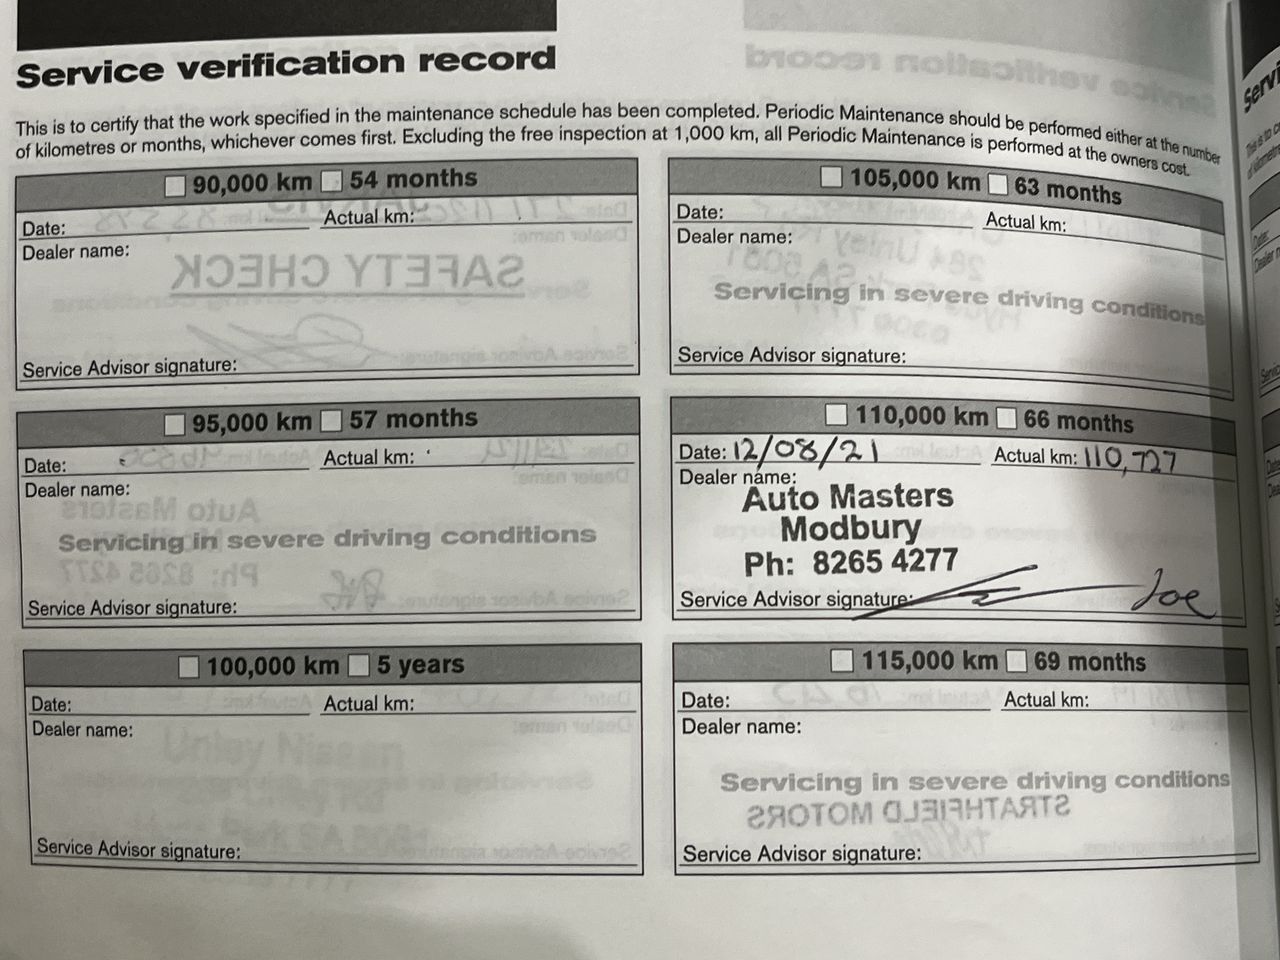 Service verification record
This is to certify that the work specified in the maintenance schedule has been completed. Periodic Maintenance should be performed either at the number
of kilometres or months, whichever comes first. Excluding the free inspection at 1,000 km, all Periodic Maintenance is performed at the owners cost.
90,000 km 54 months
Date: Actual km:
Dealer name:
Service Advisor signature:
95,000 km 57 months
Date: Actual km:
Dealer name:
Servicing in severe driving conditions
Service Advisor signature:
100,000 km 5 years
Date: Actual km:
Dealer name:
Service Advisor signature:
105,000 km 63 months
Date: Actual km:
Dealer name:
Servicing in severe driving conditions
Service Advisor signature:
110,000 km 66 months
Date: 12/08/21 Actual km: 110,727
Dealer name:
Auto Masters
Modbury
Ph: 8265 4277
Service Advisor signature: Joe
115,000 km 69 months
Date: Actual km:
Dealer name:
Servicing in severe driving conditions
Service Advisor signature: